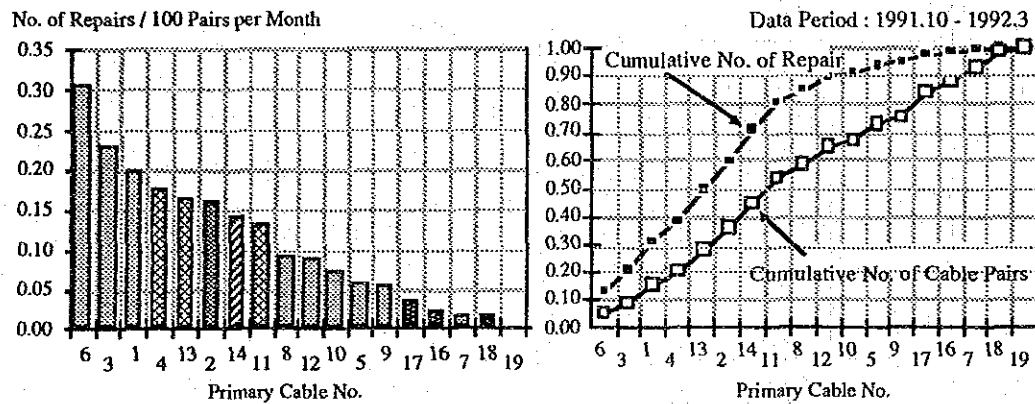 No. of Repairs / 100 Pairs per Month
0.35
0.30
0.25
0.20
0.15
0.10
0.05
0.00
6 3 1 4 13 2 14 11 8 12 10 5 9 17 16 7 18 19
Primary Cable No.
Data Period : 1991.10 - 1992.3
1.00
0.90
0.80
0.70
0.60
0.50
0.40
0.30
0.20
0.10
0.00
Cumulative No. of Repair
Cumulative No. of Cable Pairs
6 3 1 4 13 2 14 11 8 12 10 5 9 17 16 7 18 19
Primary Cable No.